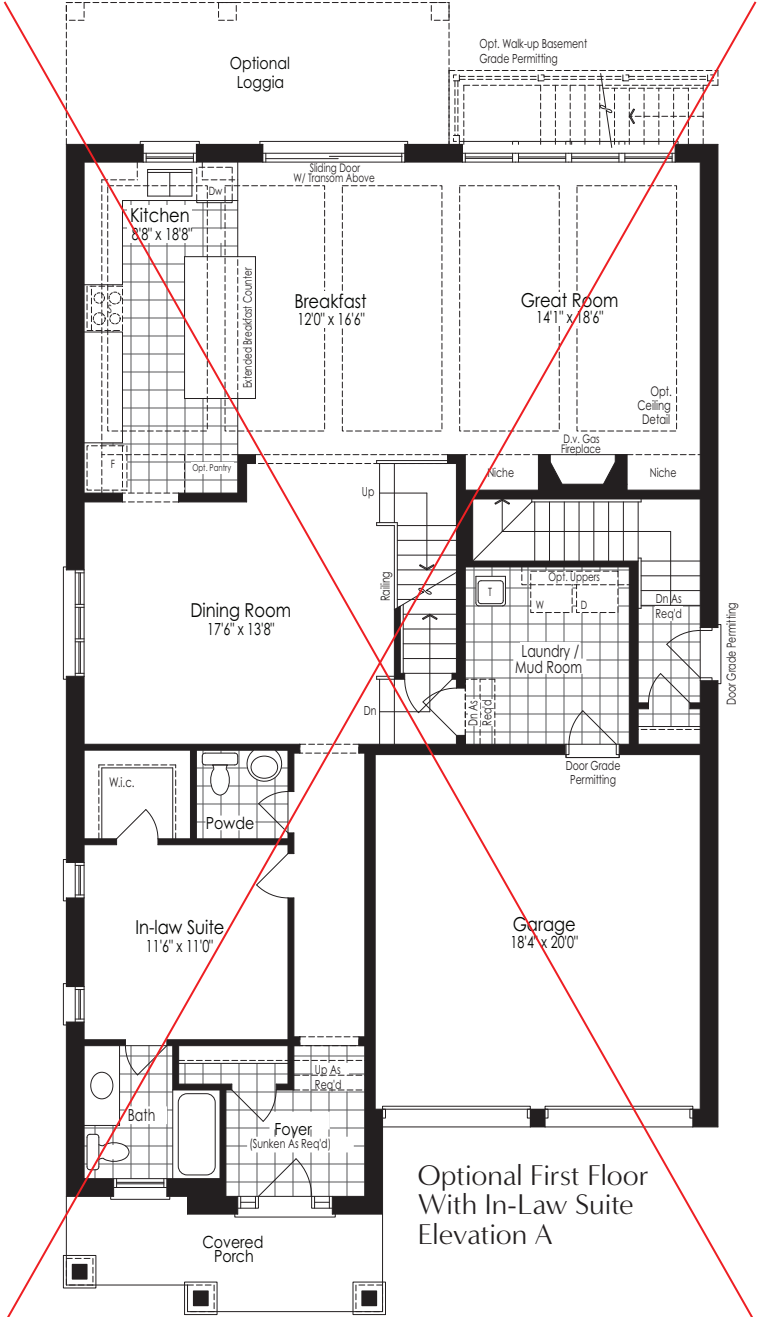 Optional
Loggia
Opt. Walk-up Basement
Grade Permitting
Sliding Door
W/ Transom Above
Dw
Kitchen
8'8" x 18'8"
Extended Breakfast Counter
Breakfast
12'0" x 16'6"
Great Room
14'1" x 18'6"
Opt.
Ceiling
Detail
D.v. Gas
Fireplace
F
Opt. Pantry
Niche
Niche
Up
Railing
Dining Room
17'6" x 13'8"
Opt. Uppers
T
W
D
Laundry /
Mud Room
Dn As
Req'd
Door Grade Permitting
Dn
Dn As
Req'd
Door Grade
Permitting
W.i.c.
Powde
In-law Suite
11'6" x 11'0"
Garage
18'4" x 20'0"
Up As
Req'd
Bath
Foyer
(Sunken As Req'd)
Covered
Porch
Optional First Floor
With In-Law Suite
Elevation A